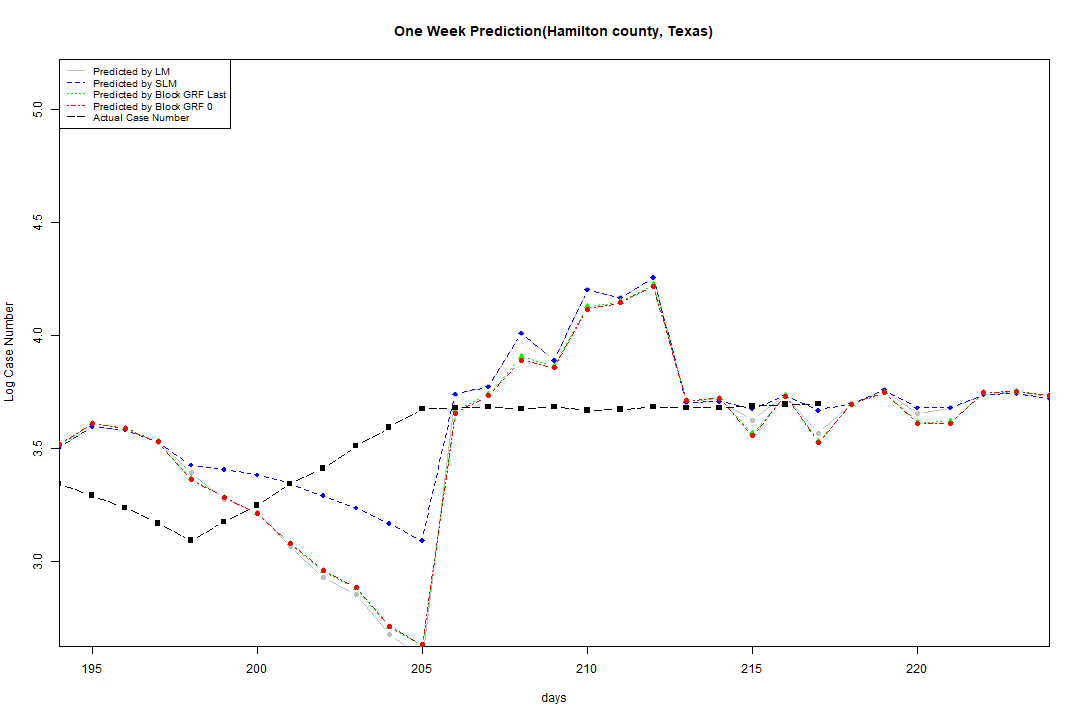 One Week Prediction(Hamilton county, Texas)
Predicted by LM
Predicted by SLM
Predicted by Block GRF Last
Predicted by Block GRF 0
Actual Case Number
Log Case Number
5.0
4.5
4.0
3.5
3.0
195 200 205 210 215 220
days